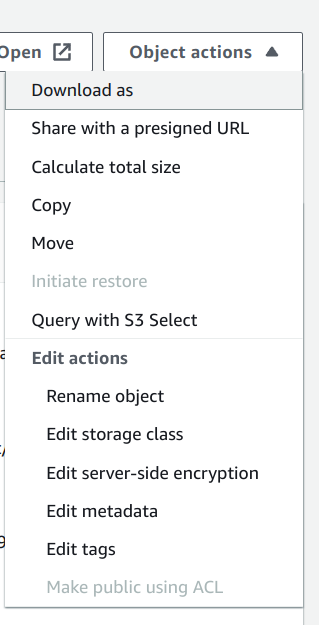 Open
Object actions
Download as
Share with a presigned URL
Calculate total size
Copy
Move
Initiate restore
Query with S3 Select
Edit actions
Rename object
Edit storage class
Edit server-side encryption
Edit metadata
Edit tags
Make public using ACL